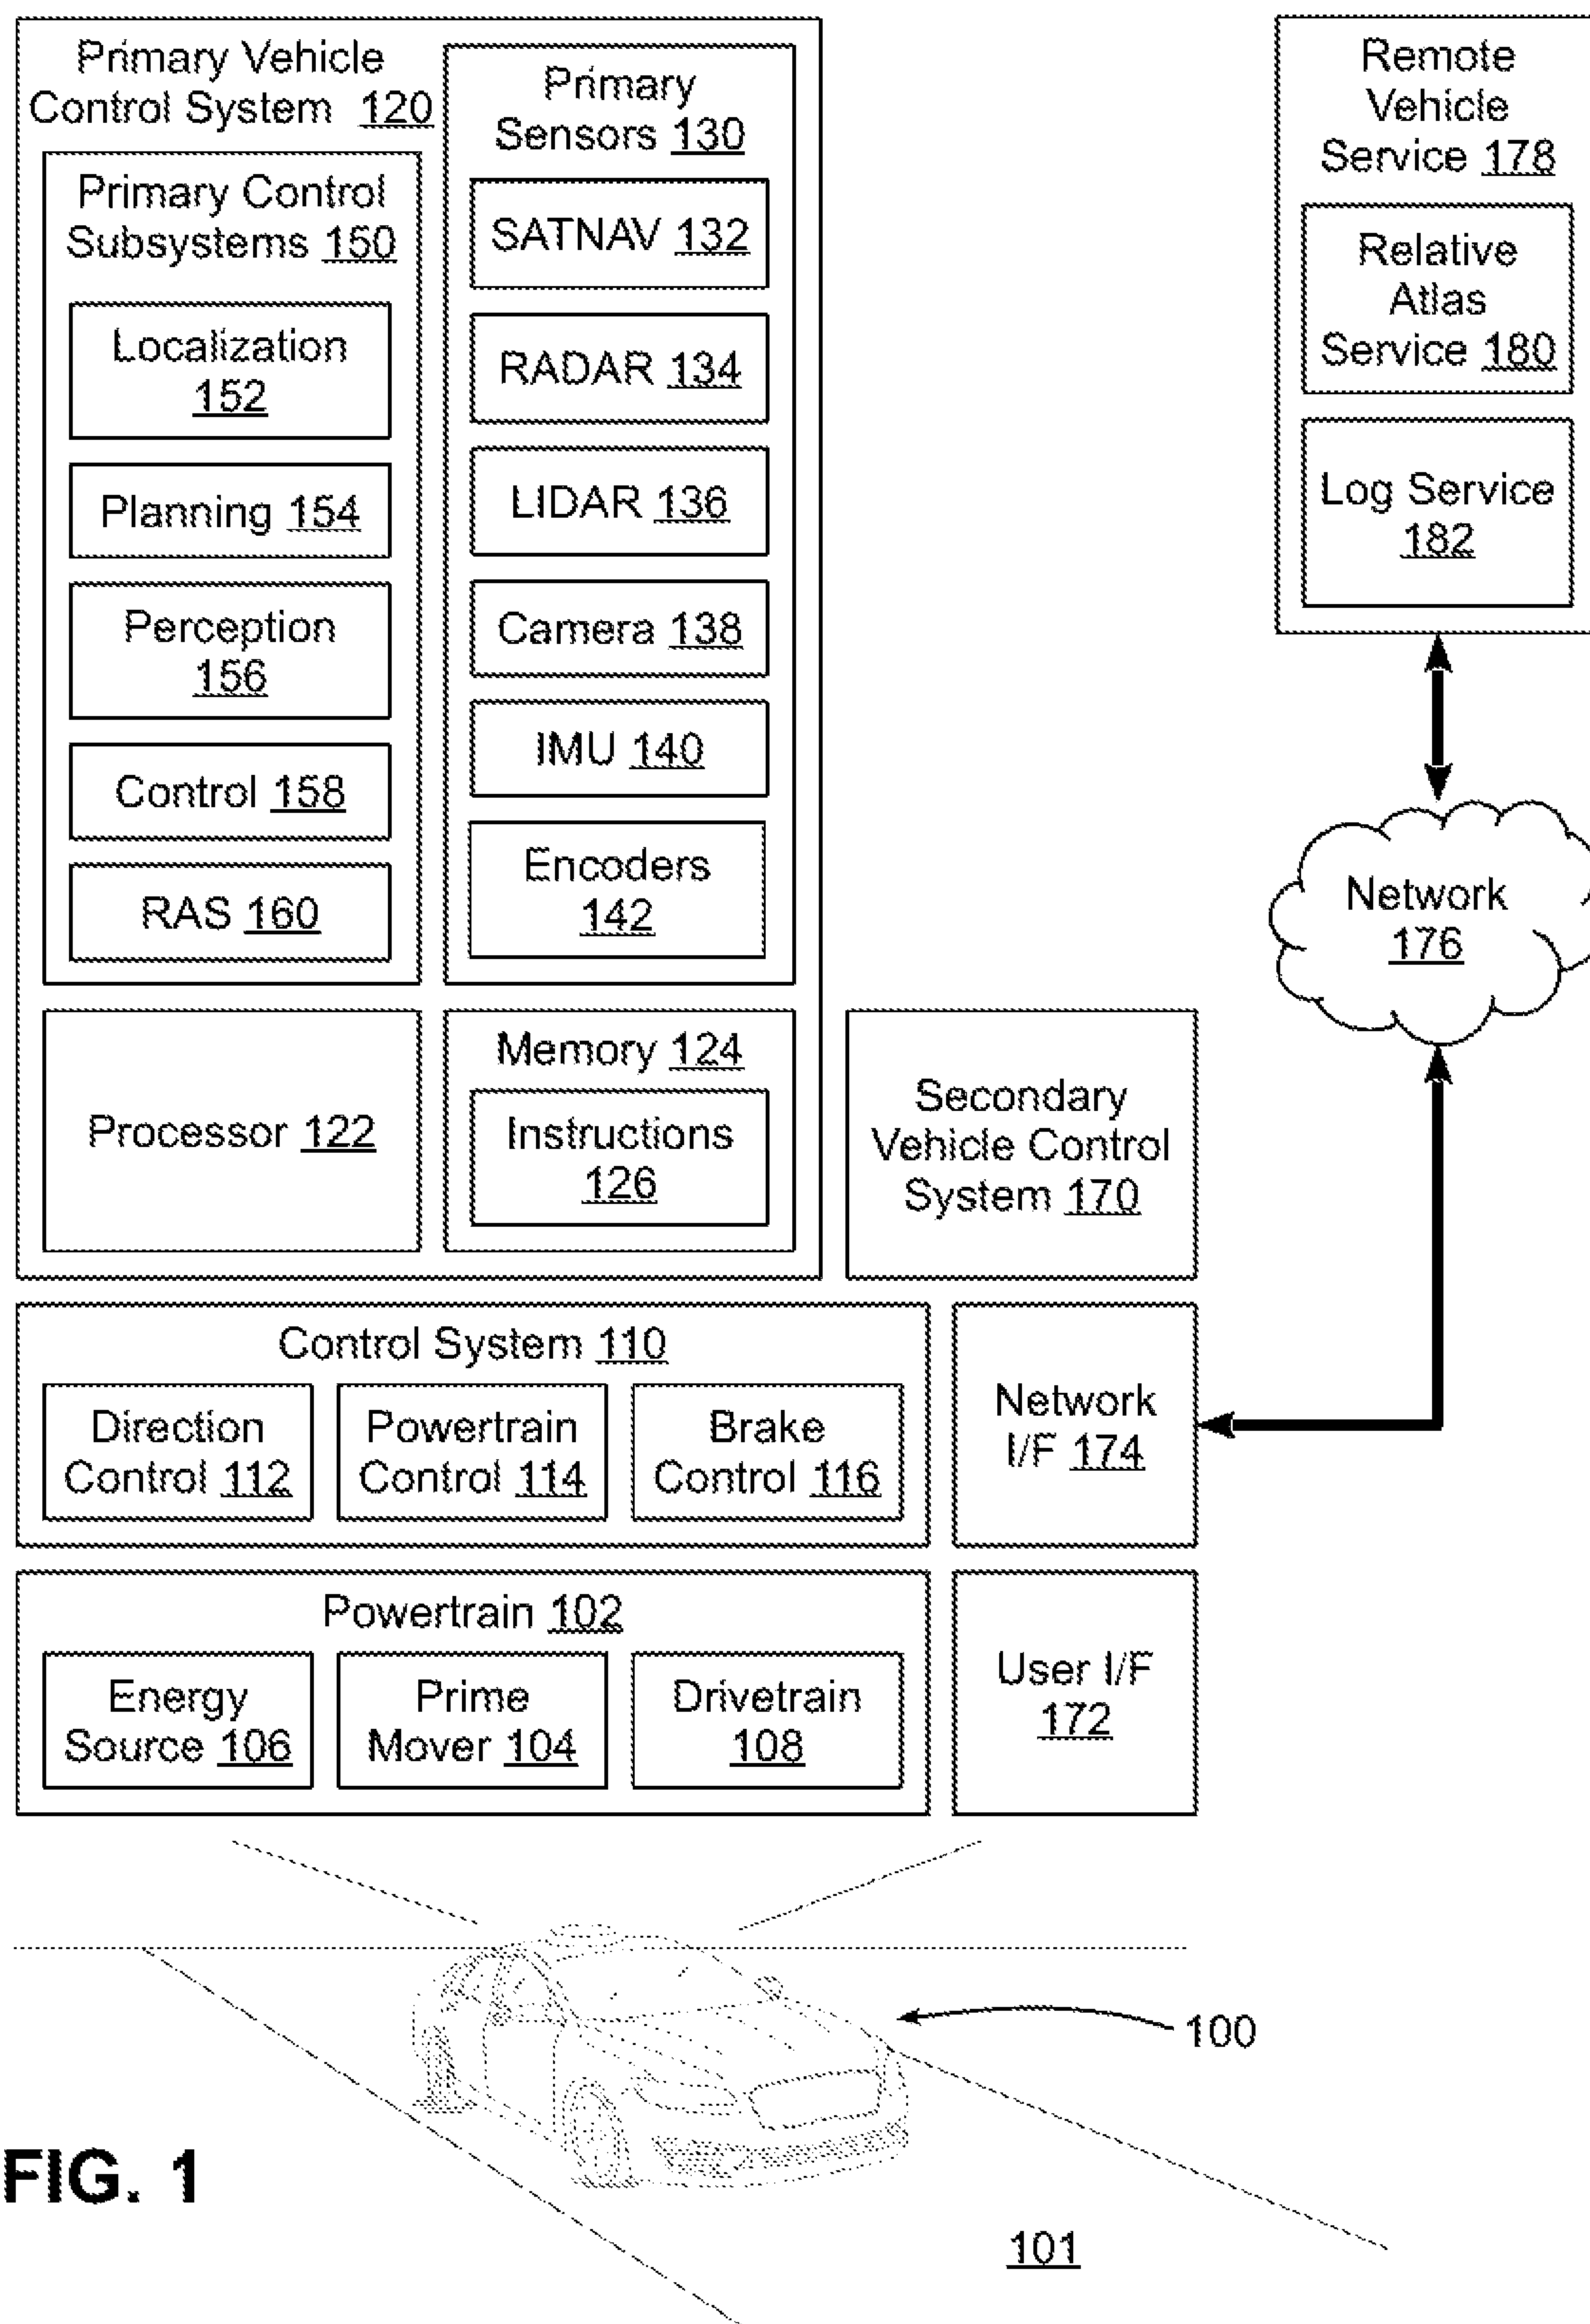 Primary Vehicle
Control System 120
Primary Control
Subsystems 150
Localization
152
Planning 154
Perception
156
Control 158
RAS 160
Primary
Sensors 130
SATNAV 132
RADAR 134
LIDAR 136
Camera 138
IMU 140
Encoders
142
Processor 122
Memory 124
Instructions
126
Secondary
Vehicle Control
System 170
Remote
Vehicle
Service 178
Relative
Atlas
Service 180
Log Service
182
Network
176
Control System 110
Direction
Control 112
Powertrain
Control 114
Brake
Control 116
Network
I/F 174
Powertrain 102
Energy
Source 106
Prime
Mover 104
Drivetrain
108
User I/F
172
100
FIG. 1
101